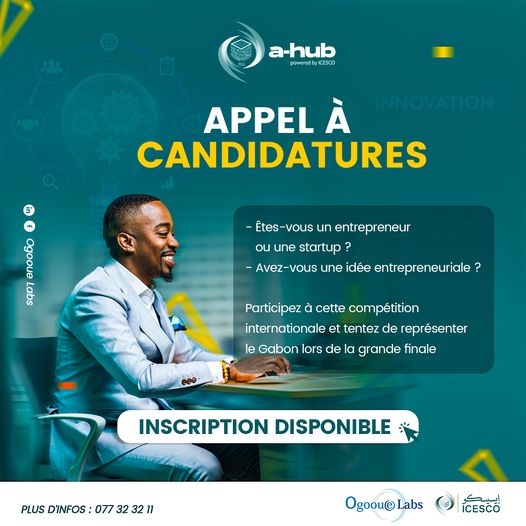 a-hub
powered by ICESCO
INNOVATION
APPEL À
CANDIDATURES
- Êtes-vous un entrepreneur
ou une startup ?
- Avez-vous une idée entrepreneuriale ?
Participez à cette compétition
internationale et tentez de représenter
le Gabon lors de la grande finale
Ogooue Labs
INSCRIPTION DISPONIBLE
PLUS D'INFOS : 077 32 32 11
Ogooue Labs
إيسيسكو
ICESCO